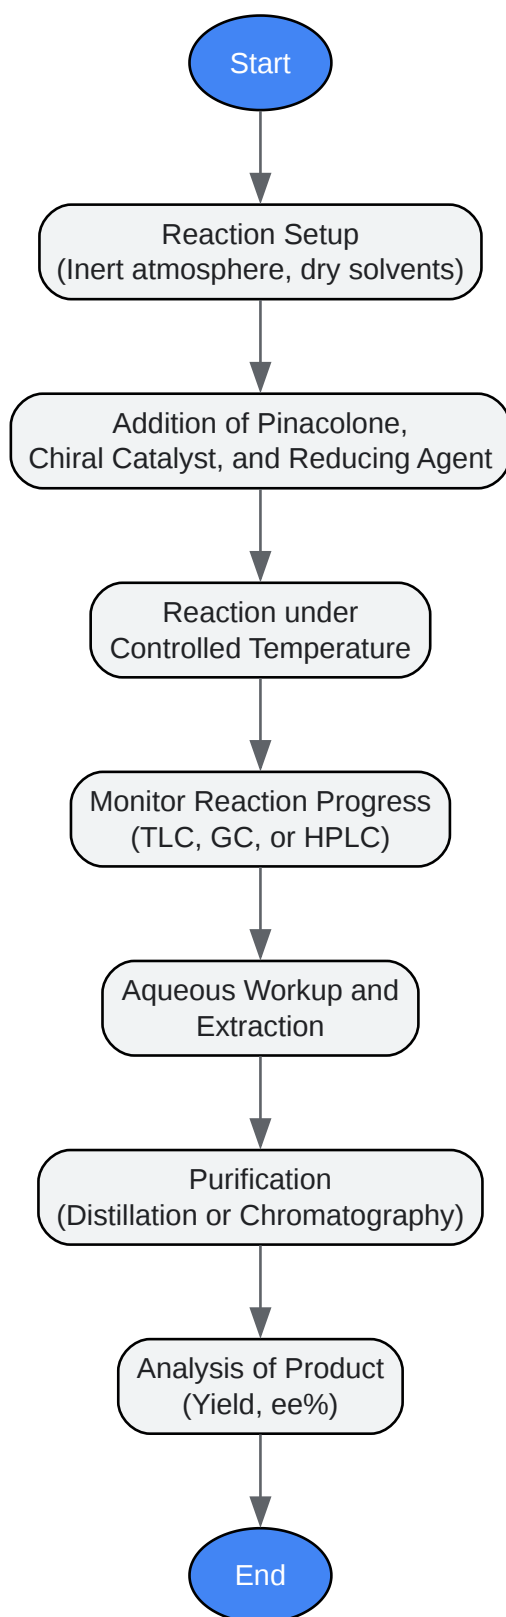 Start
Reaction Setup
(Inert atmosphere, dry solvents)
Addition of Pinacolone,
Chiral Catalyst, and Reducing Agent
Reaction under
Controlled Temperature
Monitor Reaction Progress
(TLC, GC, or HPLC)
Aqueous Workup and
Extraction
Purification
(Distillation or Chromatography)
Analysis of Product
(Yield, ee%)
End